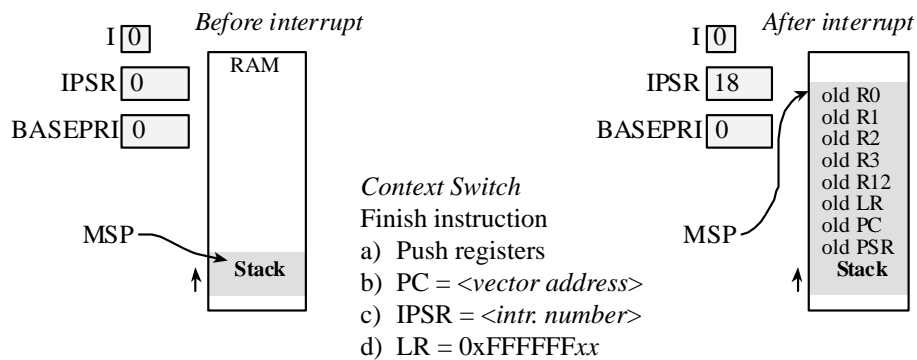 Before interrupt
I 0
RAM
IPSR 0
BASEPRI 0
MSP
Stack
Context Switch
Finish instruction
a) Push registers
b) PC = <vector address>
c) IPSR = <intr. number>
d) LR = 0xFFFFFFxx
After interrupt
I 0
IPSR 18
BASEPRI 0
MSP
old R0
old R1
old R2
old R3
old R12
old LR
old PC
old PSR
Stack